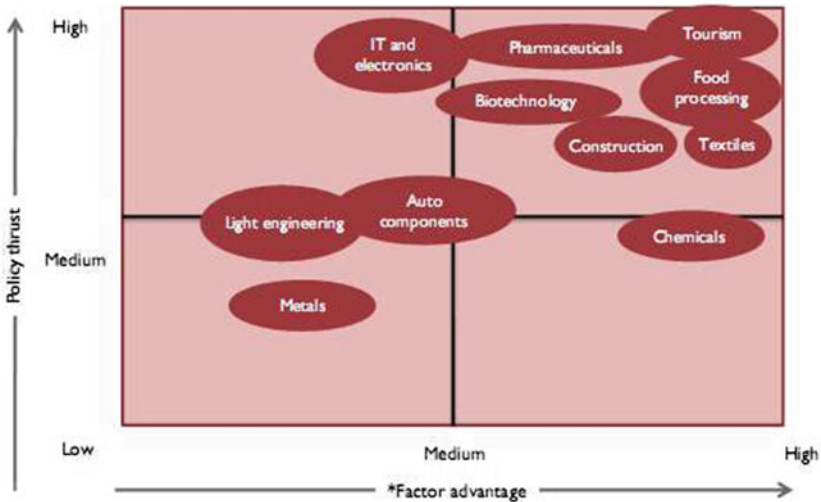 High
IT and
electronics
Pharmaceuticals
Tourism
Food
processing
Biotechnology
Construction
Textiles
Policy thrust
Light engineering
Auto
components
Chemicals
Medium
Metals
Low
Medium
High
*Factor advantage